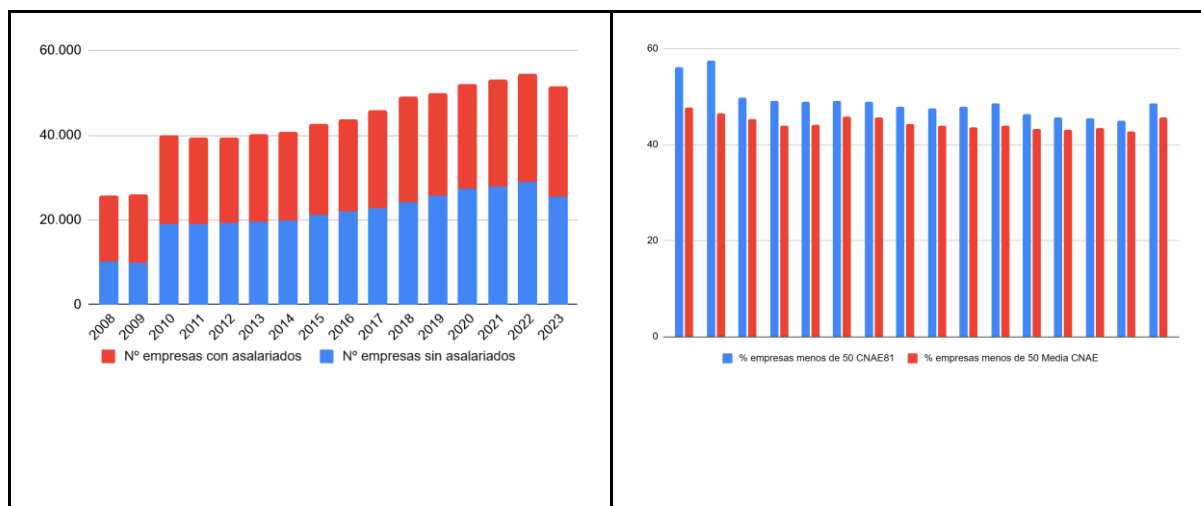 60.000
40.000
20.000
0
2008 2009 2010 2011 2012 2013 2014 2015 2016 2017 2018 2019 2020 2021 2022 2023
Nº empresas con asalariados Nº empresas sin asalariados
60
40
20
0
% empresas menos de 50 CNAE81 % empresas menos de 50 Media CNAE